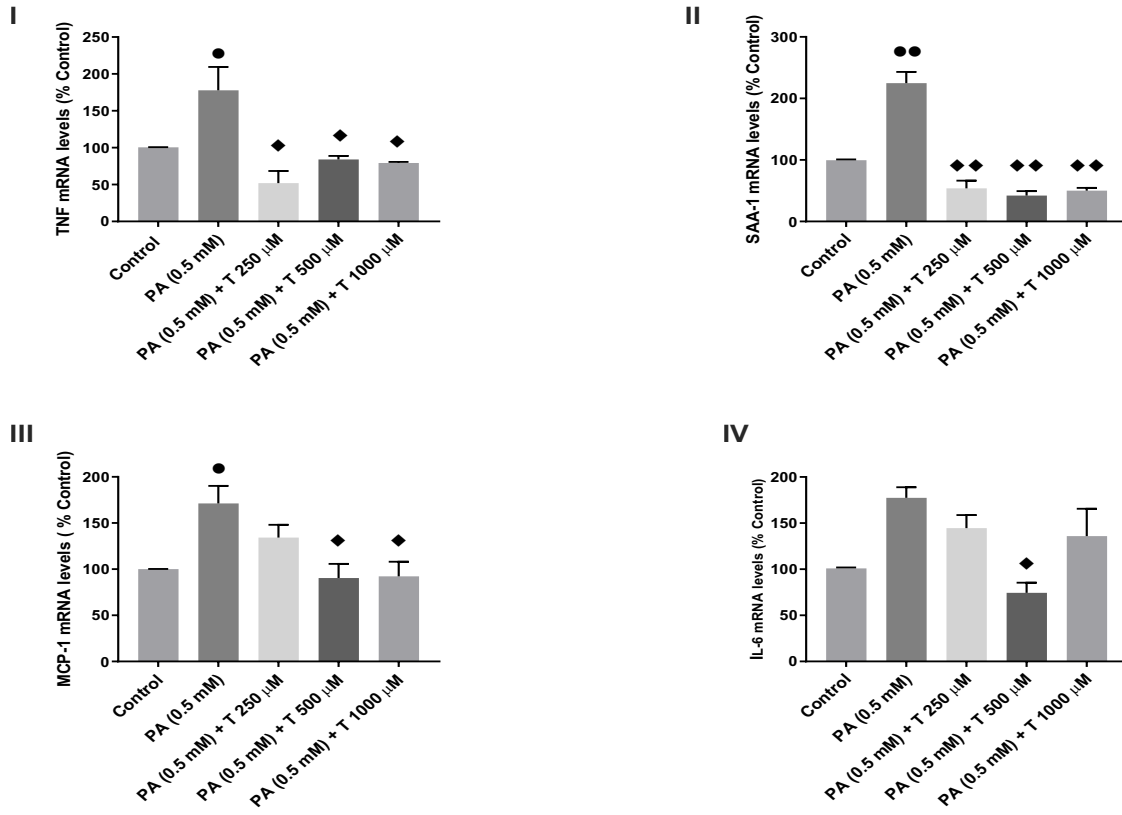 I
TNF mRNA levels (% Control)
250
200
150
100
50
0
Control
PA (0.5 mM)
PA (0.5 mM) + T 250 μM
PA (0.5 mM) + T 500 μM
PA (0.5 mM) + T 1000 μM
II
SAA-1 mRNA levels (% Control)
300
200
100
0
Control
PA (0.5 mM)
PA (0.5 mM) + T 250 μM
PA (0.5 mM) + T 500 μM
PA (0.5 mM) + T 1000 μM
III
MCP-1 mRNA levels ( % Control)
200
150
100
50
0
Control
PA (0.5 mM)
PA (0.5 mM) + T 250 μM
PA (0.5 mM) + T 500 μM
PA (0.5 mM) + T 1000 μM
IV
IL-6 mRNA levels (% Control)
200
150
100
50
0
Control
PA (0.5 mM)
PA (0.5 mM) + T 250 μM
PA (0.5 mM) + T 500 μM
PA (0.5 mM) + T 1000 μM